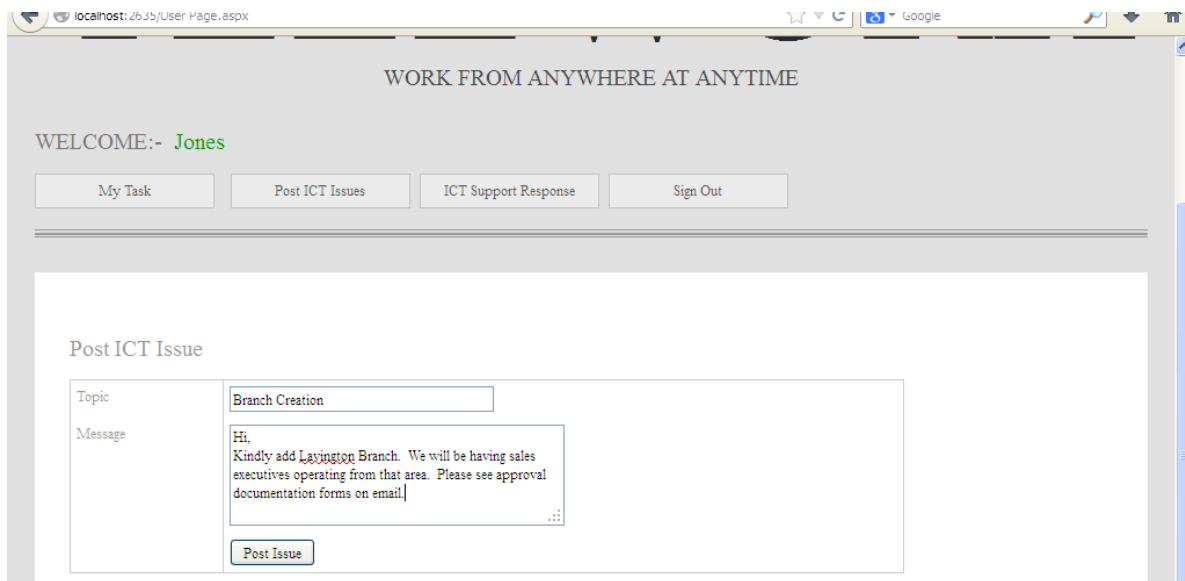 localhost:2635/User Page.aspx
Google
WORK FROM ANYWHERE AT ANYTIME
WELCOME:- Jones
My Task
Post ICT Issues
ICT Support Response
Sign Out
Post ICT Issue
Topic
Branch Creation
Message
Hi,
Kindly add Lavington Branch. We will be having sales
executives operating from that area. Please see approval
documentation forms on email.
Post Issue